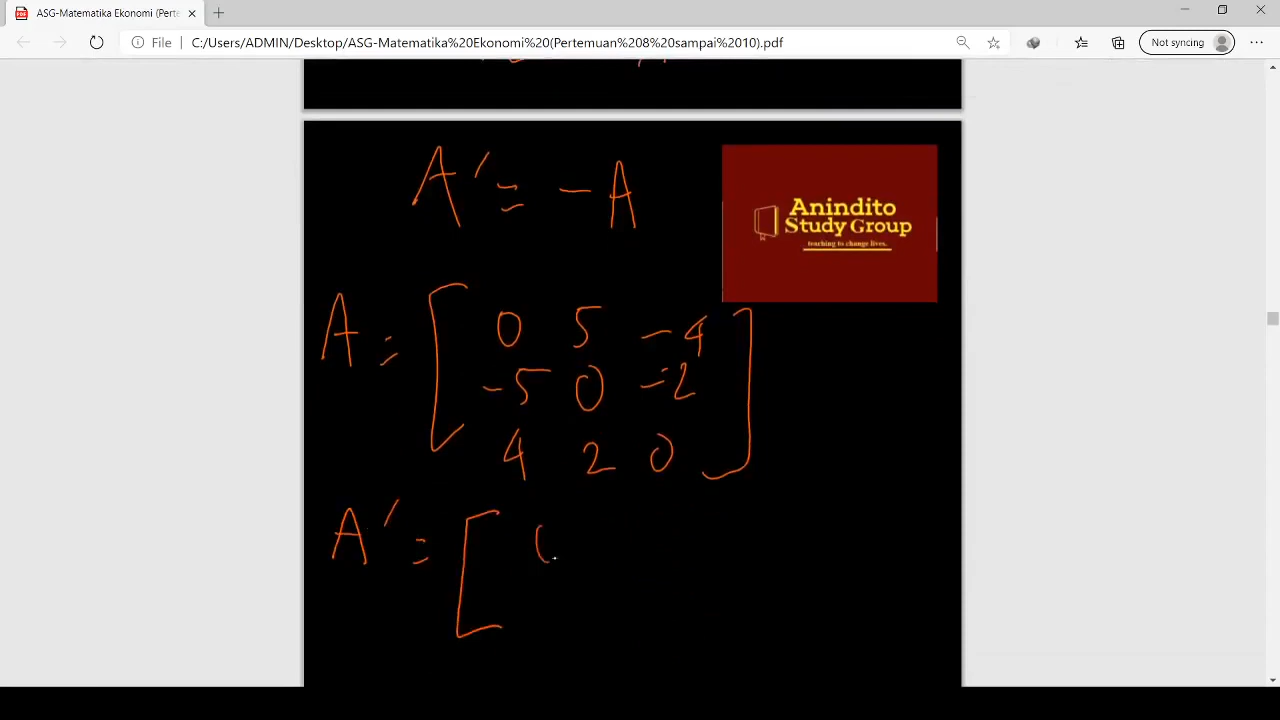 ASG-Matematika Ekonomi (Perte
File
C:/Users/ADMIN/Desktop/ASG-Matematika%20Ekonomi%20(Pertemuan%208%20sampai%2010).pdf
Not syncing
A' = -A
Anindito
Study Group
teaching to change lives.
A = [ 0 5 -4
-5 0 -2
4 2 0 ]
A' = [ 0